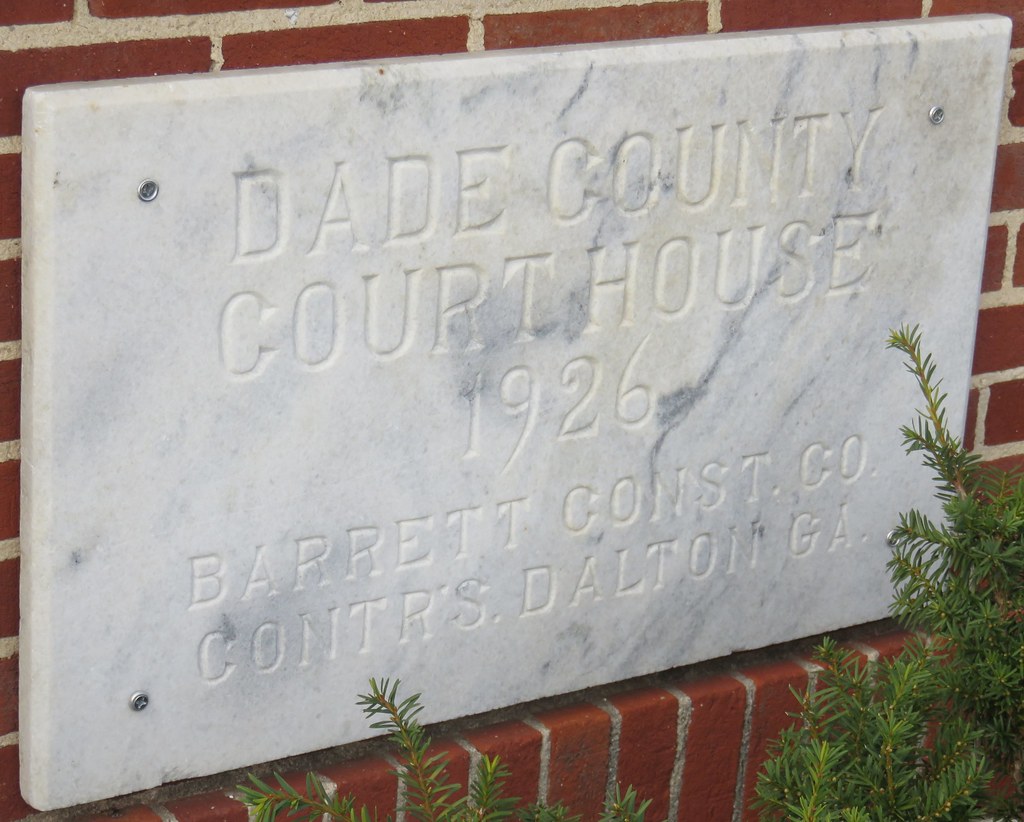 DADE COUNTY
COURT HOUSE
1926
BARRETT CONST. CO.
CONTR'S. DALTON GA.